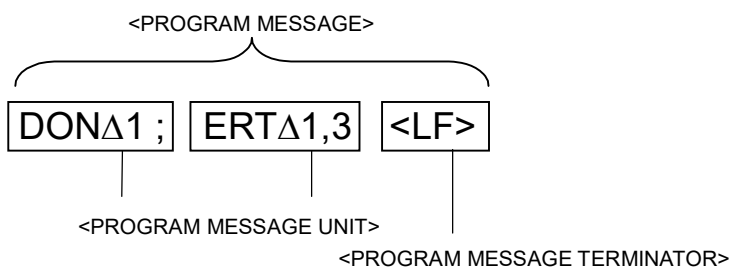 <PROGRAM MESSAGE>
DON∆1 ; ERT∆1,3 <LF>
<PROGRAM MESSAGE UNIT>
<PROGRAM MESSAGE TERMINATOR>